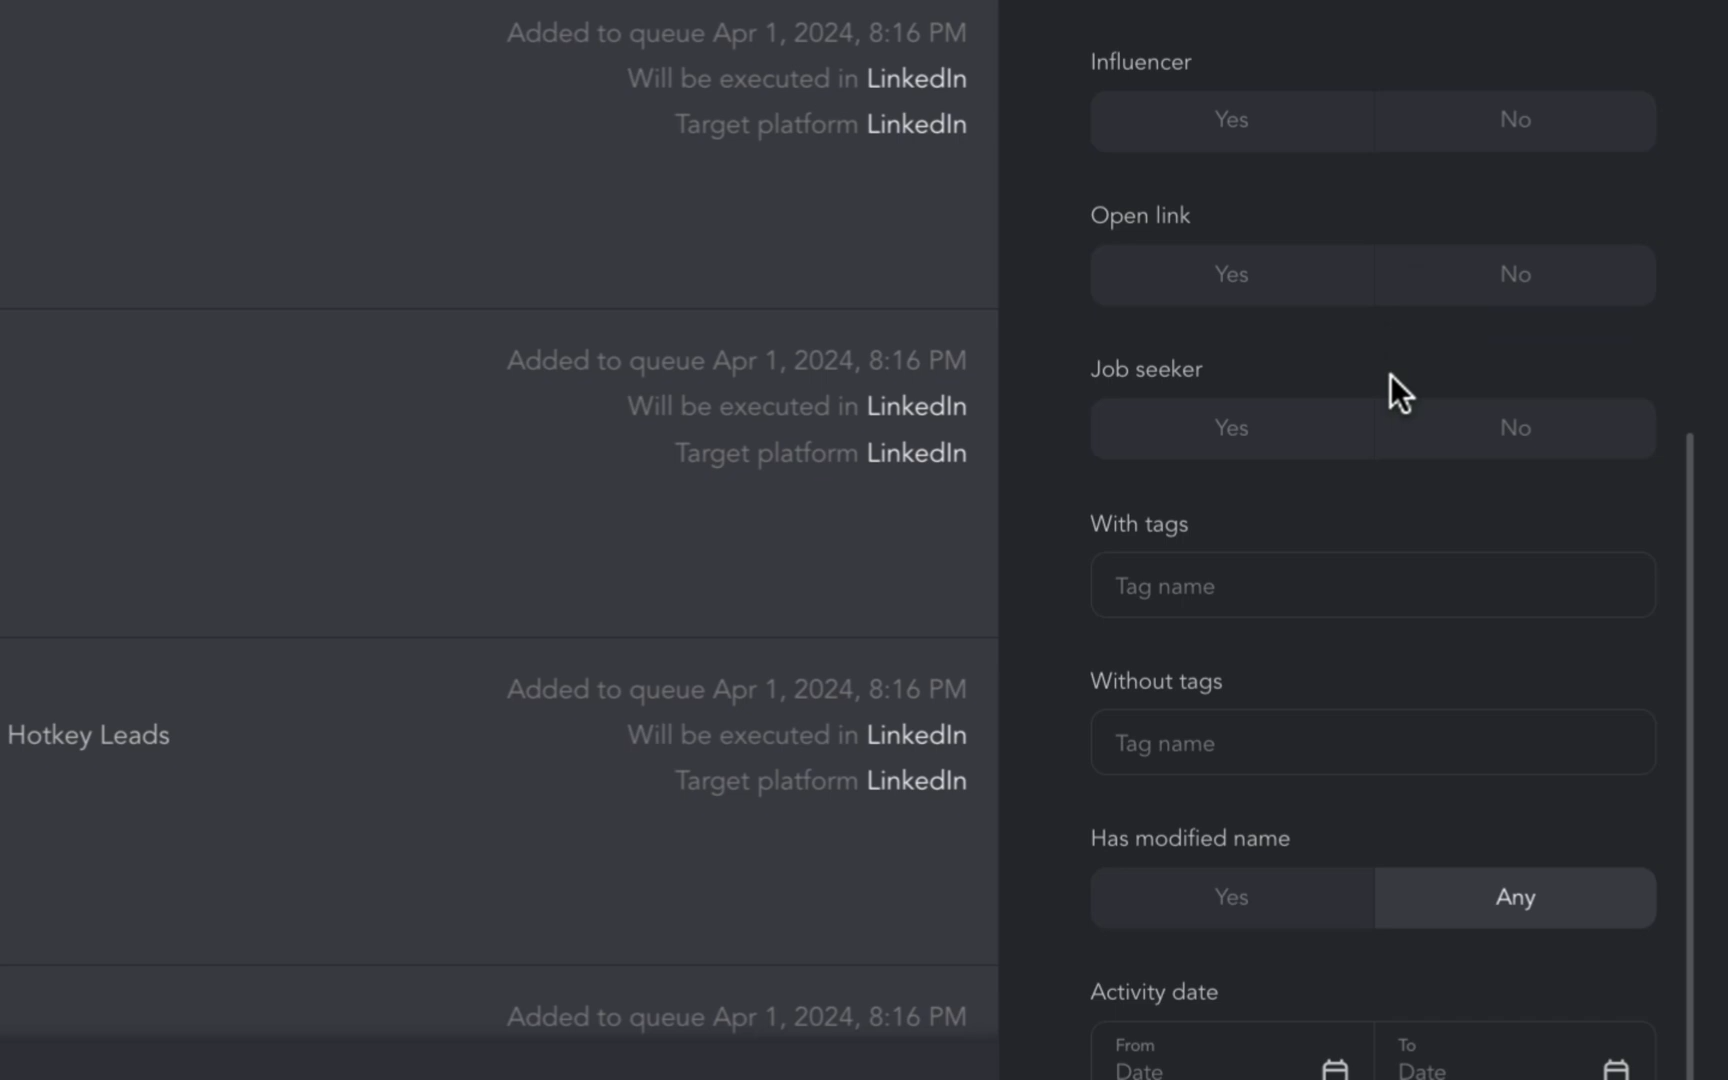 Added to queue Apr 1, 2024, 8:16 PM
Will be executed in LinkedIn
Target platform LinkedIn
Added to queue Apr 1, 2024, 8:16 PM
Will be executed in LinkedIn
Target platform LinkedIn
Added to queue Apr 1, 2024, 8:16 PM
Hotkey Leads
Will be executed in LinkedIn
Target platform LinkedIn
Added to queue Apr 1, 2024, 8:16 PM
Influencer
Yes No
Open link
Yes No
Job seeker
Yes No
With tags
Tag name
Without tags
Tag name
Has modified name
Yes Any
Activity date
From To
Date Date